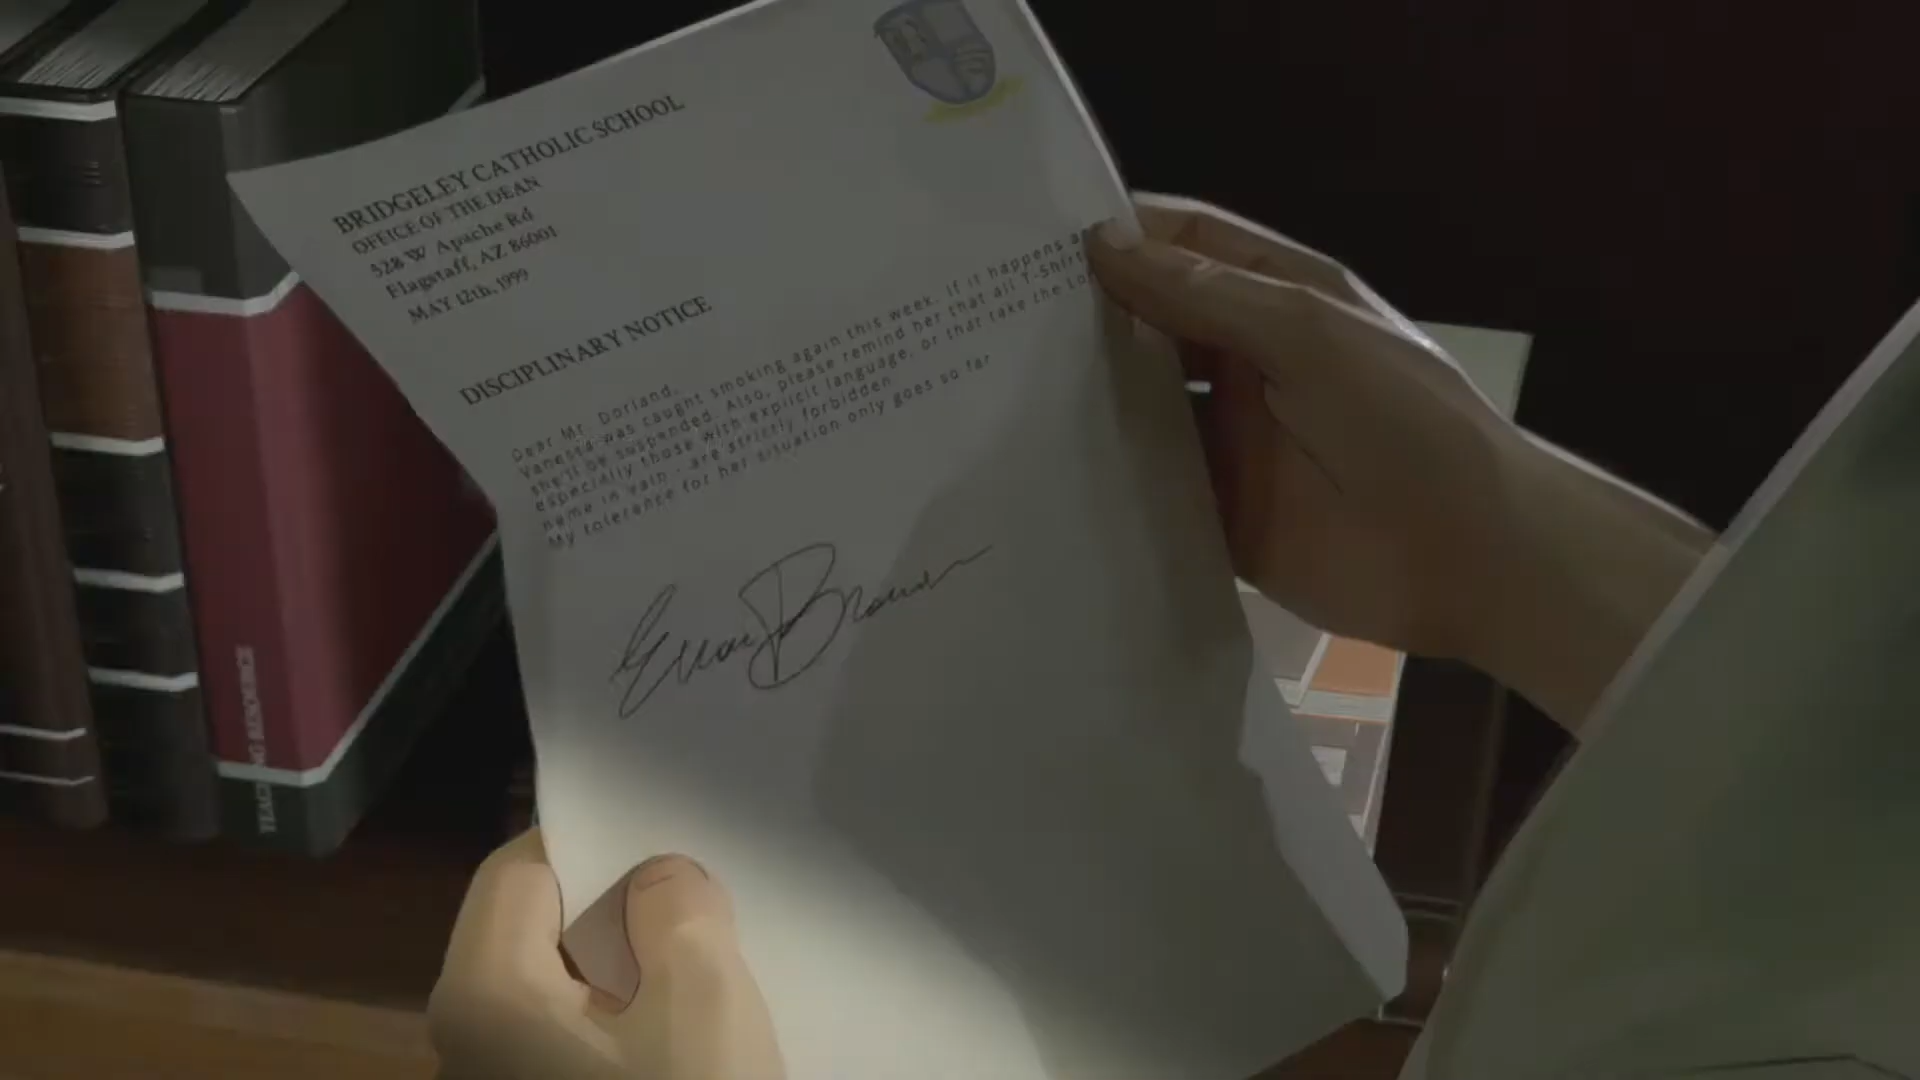 BRIDGELEY CATHOLIC SCHOOL
OFFICE OF THE DEAN
528 W Apache Rd
Flagstaff, AZ 86001
MAY 12th, 1999
DISCIPLINARY NOTICE
Dear Mr. Dorland,
Vanessa was caught smoking again this week. If it happens
she'll be suspended. Also, please remind her that all T-Shirt
especially those with explicit language, or that take the Lo
name in vain - are strictly forbidden.
My tolerance for her situation only goes so far
TEACHING RESOURCE